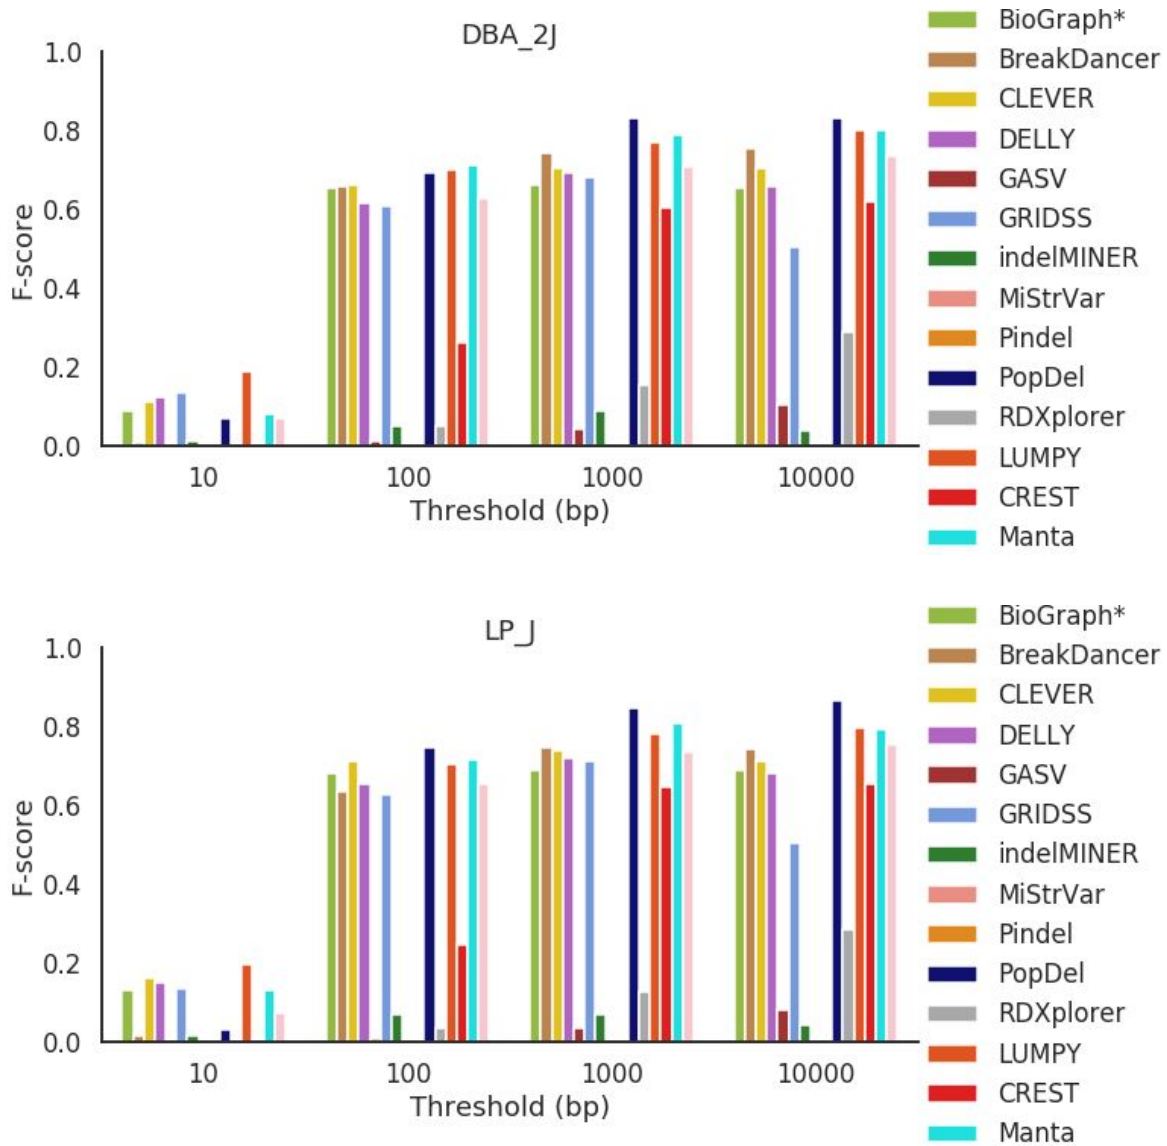 DBA_2J
1.0
0.8
0.6
0.4
0.2
0.0
F-score
10 100 1000 10000
Threshold (bp)
BioGraph*
BreakDancer
CLEVER
DELLY
GASV
GRIDSS
indelMINER
MiStrVar
Pindel
PopDel
RDXplorer
LUMPY
CREST
Manta
LP_J
1.0
0.8
0.6
0.4
0.2
0.0
F-score
10 100 1000 10000
Threshold (bp)
BioGraph*
BreakDancer
CLEVER
DELLY
GASV
GRIDSS
indelMINER
MiStrVar
Pindel
PopDel
RDXplorer
LUMPY
CREST
Manta